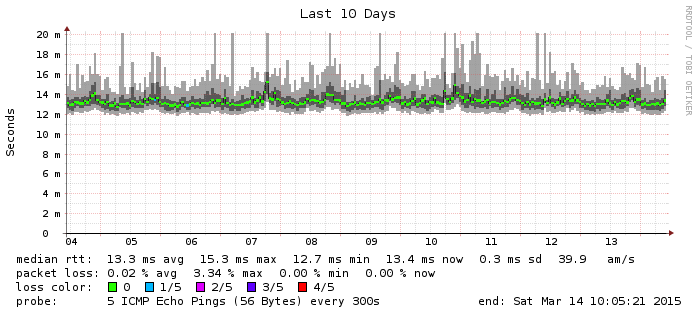 Last 10 Days
RRDTOOL / TOBI OETIKER
Seconds
20 m
18 m
16 m
14 m
12 m
10 m
8 m
6 m
4 m
2 m
0
04 05 06 07 08 09 10 11 12 13
median rtt: 13.3 ms avg 15.3 ms max 12.7 ms min 13.4 ms now 0.3 ms sd 39.9 am/s
packet loss: 0.02 % avg 3.34 % max 0.00 % min 0.00 % now
loss color: 0 1/5 2/5 3/5 4/5
probe: 5 ICMP Echo Pings (56 Bytes) every 300s end: Sat Mar 14 10:05:21 2015